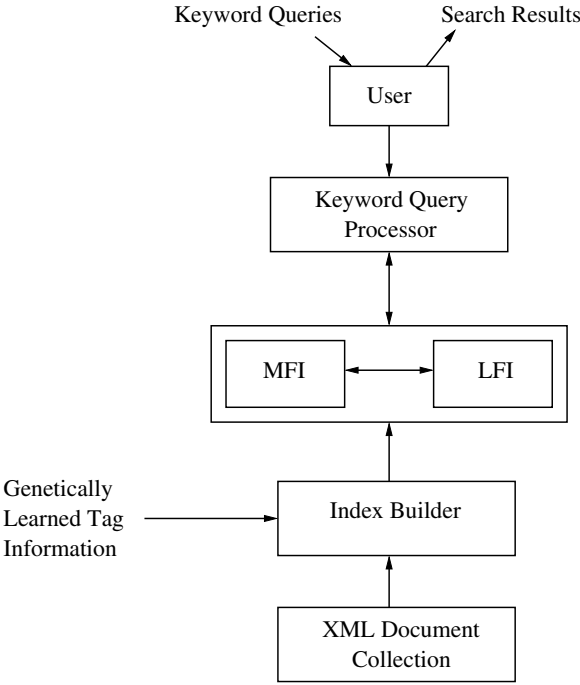 Keyword Queries
Search Results
User
Keyword Query
Processor
MFI
LFI
Genetically
Learned Tag
Information
Index Builder
XML Document
Collection